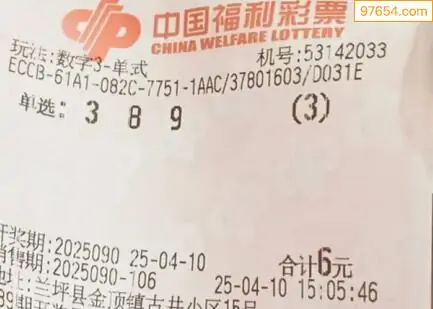 97654.com
中国福利彩票
CHINA WELFARE LOTTERY
玩法:数字3-单式 机号:53142033
ECCB-61A1-082C-7751-1AAC/37801603/D031E
单选: 3 8 9 (3)
开奖期:2025090 25-04-10 合计6元
销售期:2025090-106 25-04-10 15:05:46
地址:兰坪县金顶镇古井小区15号